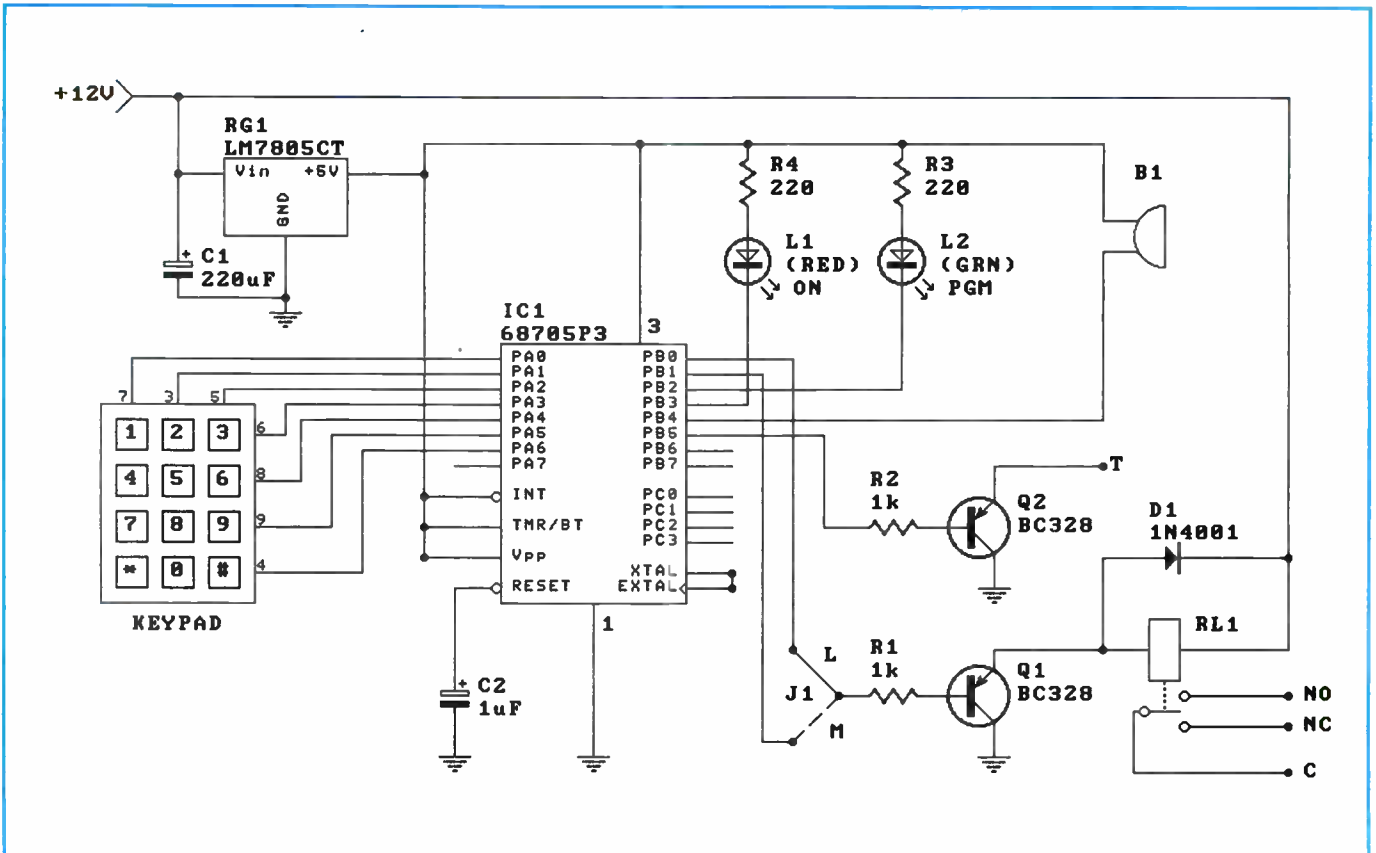 +12V
RG1
LM7805CT
Vin +5V
GND
C1
+
220uF
R4
220
R3
220
B1
L1
(RED)
ON
L2
(GRN)
PGM
IC1
68705P3
3
PA0 PB0
PA1 PB1
PA2 PB2
PA3 PB3
PA4 PB4
PA5 PB5
PA6 PB6
PA7 PB7
INT PC0
PC1
TMR/BT PC2
PC3
Vpp
XTAL
RESET EXTAL
1
7 3 5
1 2 3 6
4 5 6 8
7 8 9 9
* 0 # 4
KEYPAD
R2
1k
T
Q2
BC328
D1
1N4001
+ C2
1uF
L
J1
M
R1
1k
Q1
BC328
RL1
NO
NC
C